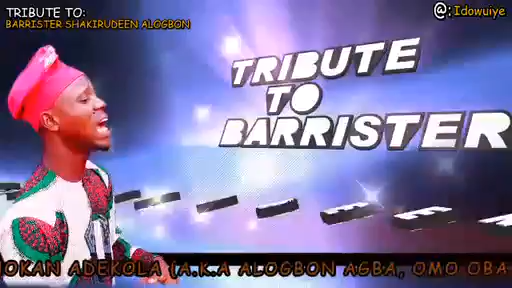 TRIBUTE TO:
BARRISTER SHAKIRUDEEN ALOGBON
@: Idowuiye
TRIBUTE
TO
BARRISTER
OKAN ADEKOLA (A.K.A ALOGBON AGBA, OMO OBA